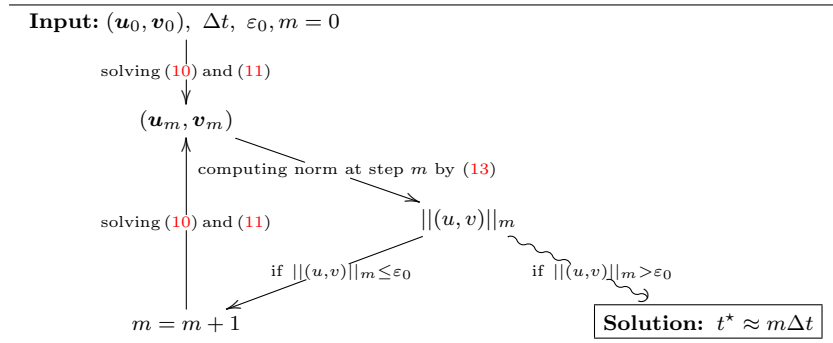 Input: (u₀, v₀), Δt, ε₀, m = 0
solving (10) and (11)
(uₘ, vₘ)
computing norm at step m by (13)
solving (10) and (11)
||(u, v)||ₘ
if ||(u,v)||ₘ≤ε₀
if ||(u,v)||ₘ>ε₀
m = m + 1
Solution: t⋆ ≈ mΔt